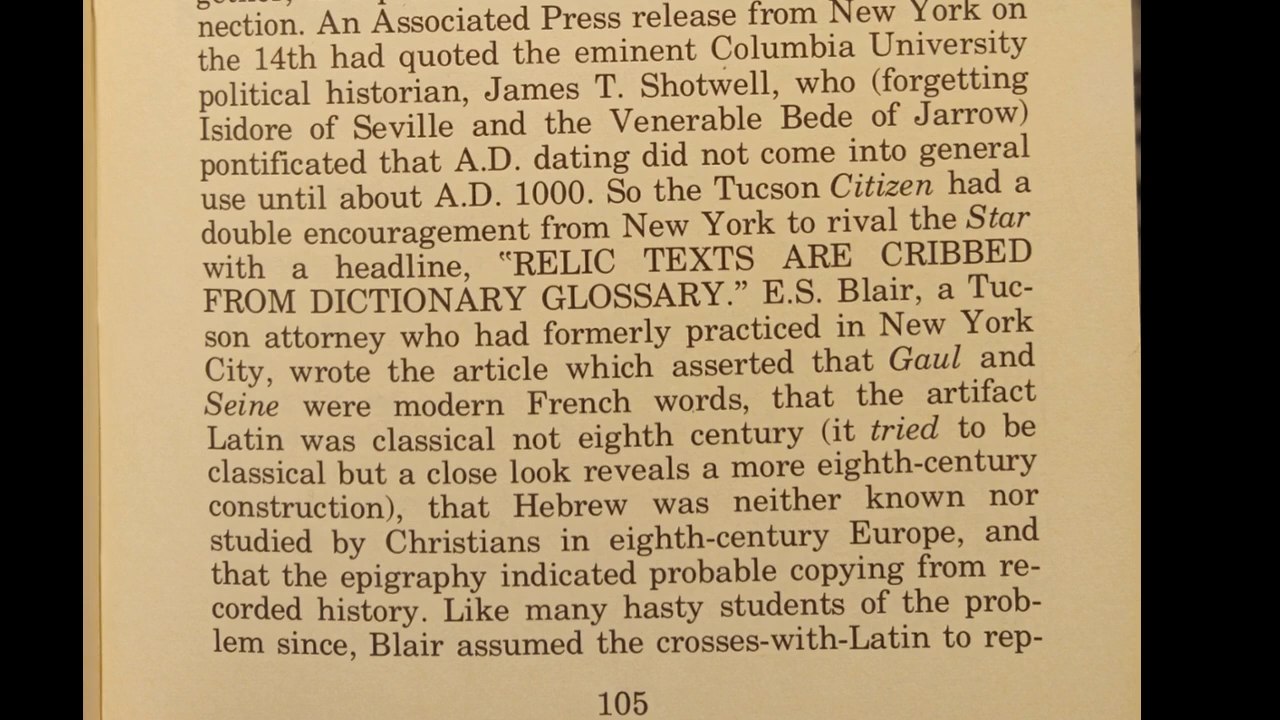 nection. An Associated Press release from New York on
the 14th had quoted the eminent Columbia University
political historian, James T. Shotwell, who (forgetting
Isidore of Seville and the Venerable Bede of Jarrow)
pontificated that A.D. dating did not come into general
use until about A.D. 1000. So the Tucson Citizen had a
double encouragement from New York to rival the Star
with a headline, "RELIC TEXTS ARE CRIBBED
FROM DICTIONARY GLOSSARY." E.S. Blair, a Tuc-
son attorney who had formerly practiced in New York
City, wrote the article which asserted that Gaul and
Seine were modern French words, that the artifact
Latin was classical not eighth century (it tried to be
classical but a close look reveals a more eighth-century
construction), that Hebrew was neither known nor
studied by Christians in eighth-century Europe, and
that the epigraphy indicated probable copying from re-
corded history. Like many hasty students of the prob-
lem since, Blair assumed the crosses-with-Latin to rep-
105